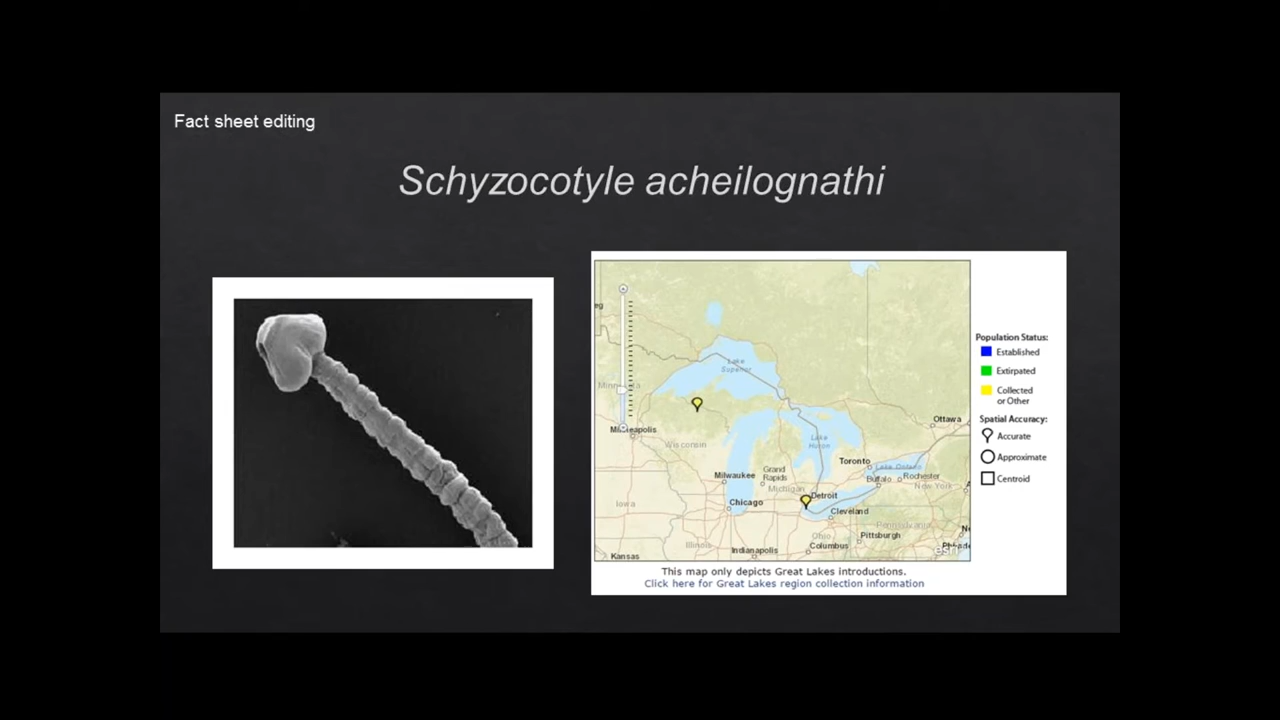 Fact sheet editing
Schyzocotyle acheilognathi
Lake
Superior
Ottawa
Wisconsin
Lake
Huron
Toronto
Lake Ontario
Milwaukee
Grand
Rapids
Buffalo
Rochester
Michigan
New York
Detroit
Chicago
Iowa
Cleveland
Illinois
Ohio
Pennsylvania
Pittsburgh
Indianapolis
Columbus
Kansas
esri
Population Status:
Established
Extirpated
Collected
or Other
Spatial Accuracy:
Accurate
Approximate
Centroid
This map only depicts Great Lakes introductions.
Click here for Great Lakes region collection information